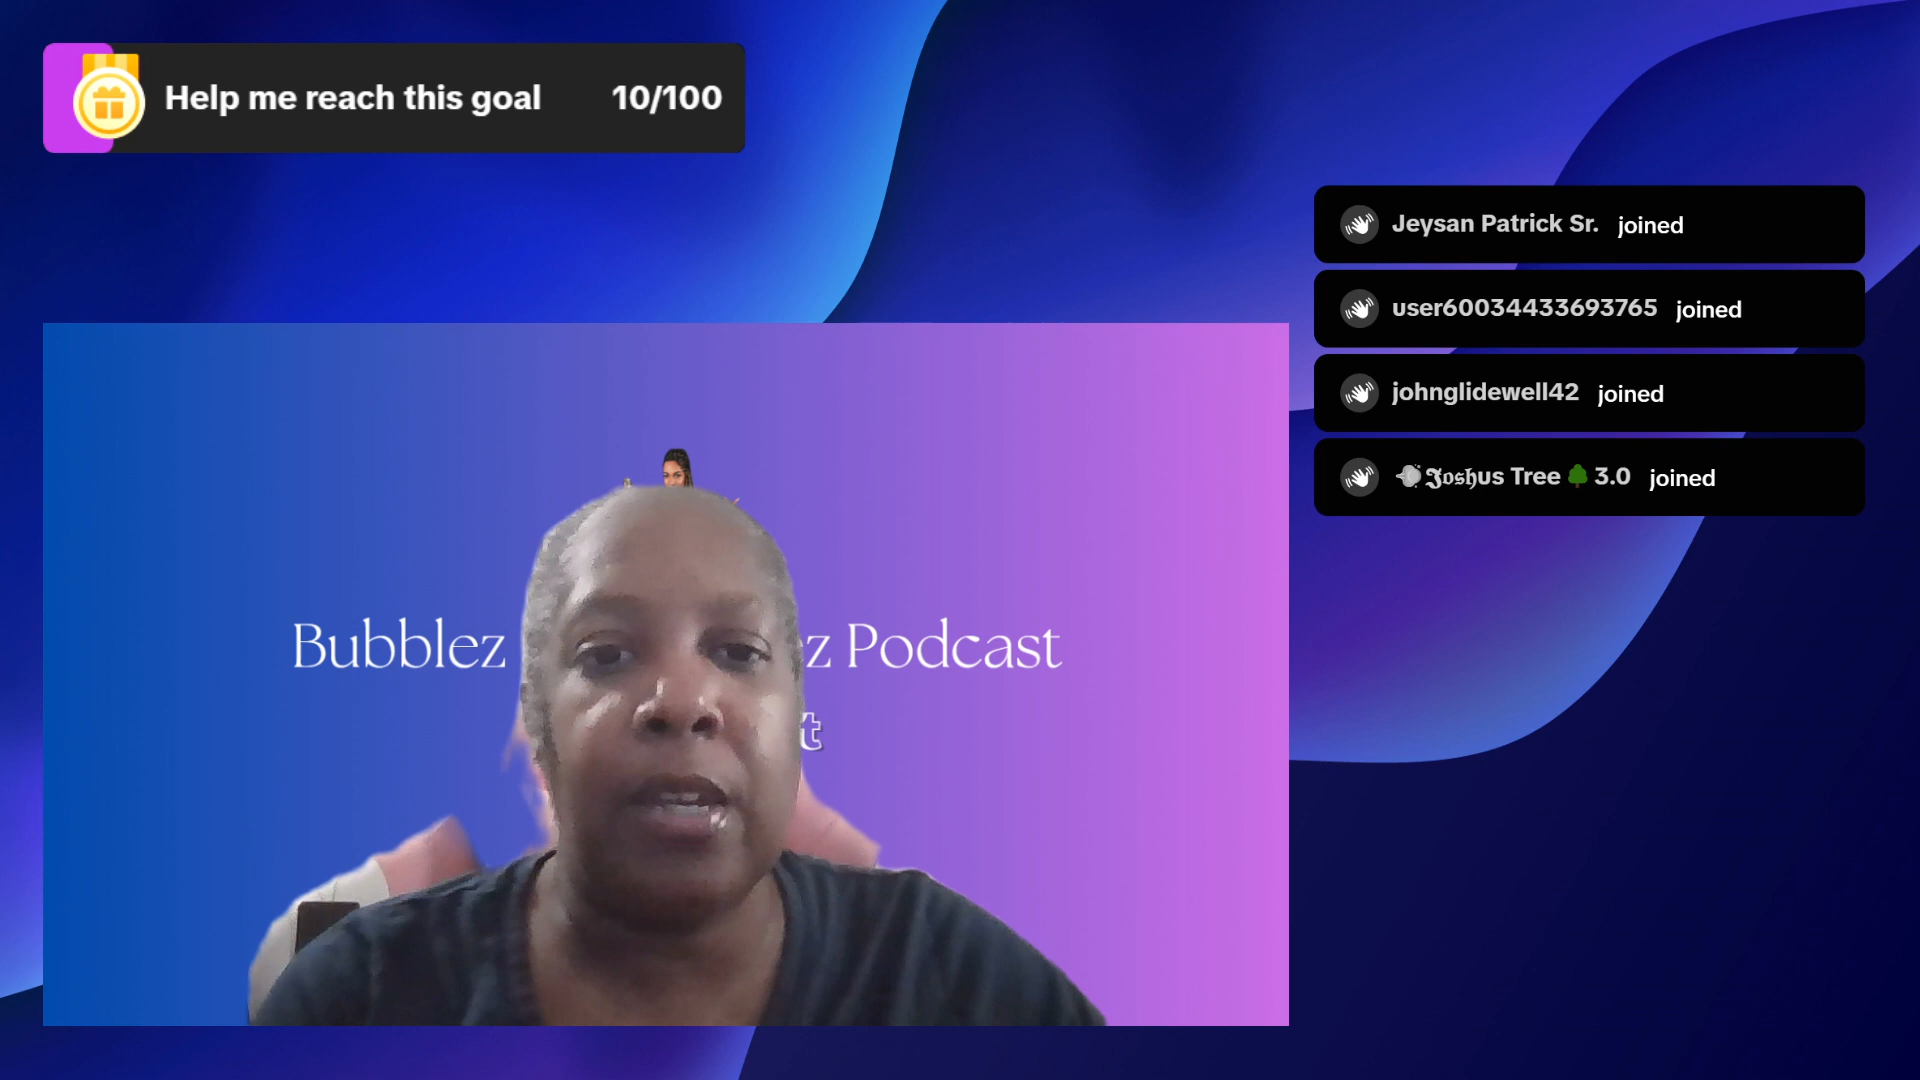 Help me reach this goal 10/100
Jeysan Patrick Sr. joined
user60034433693765 joined
johnglidewell42 joined
💨𝕵𝖔𝖘𝖍us Tree🌳3.0 joined
Bubblez z Podcast
t